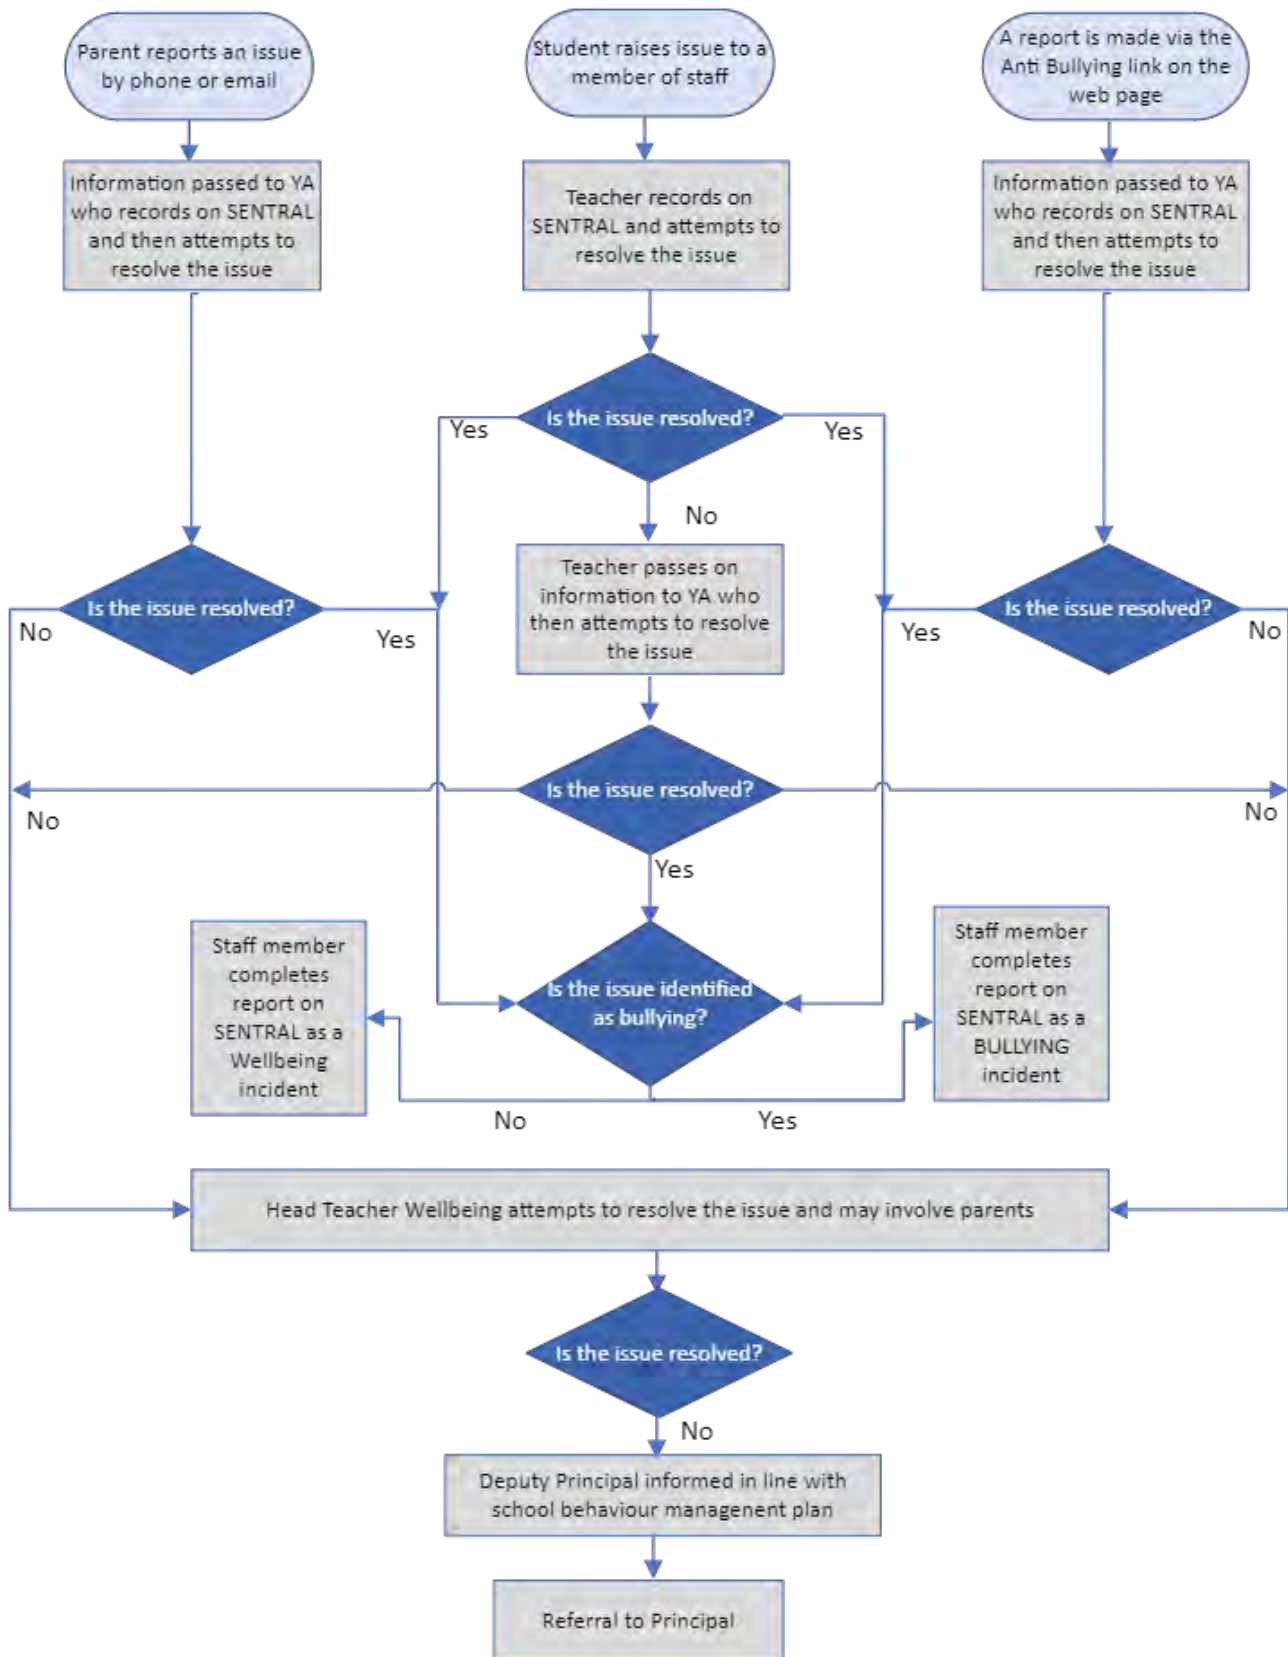 Parent reports an issue
by phone or email
Student raises issue to a
member of staff
A report is made via the
Anti Bullying link on the
web page
Information passed to YA
who records on SENTRAL
and then attempts to
resolve the issue
Teacher records on
SENTRAL and attempts to
resolve the issue
Information passed to YA
who records on SENTRAL
and then attempts to
resolve the issue
Is the issue resolved?
Yes
Yes
No
Is the issue resolved?
No
Yes
Teacher passes on
information to YA who
then attempts to resolve
the issue
Is the issue resolved?
Yes
No
Is the issue resolved?
No
No
Yes
Staff member
completes
report on
SENTRAL as a
Wellbeing
incident
Is the issue identified
as bullying?
Staff member
completes
report on
SENTRAL as a
BULLYING
incident
No
Yes
Head Teacher Wellbeing attempts to resolve the issue and may involve parents
Is the issue resolved?
No
Deputy Principal informed in line with
school behaviour managenent plan
Referral to Principal